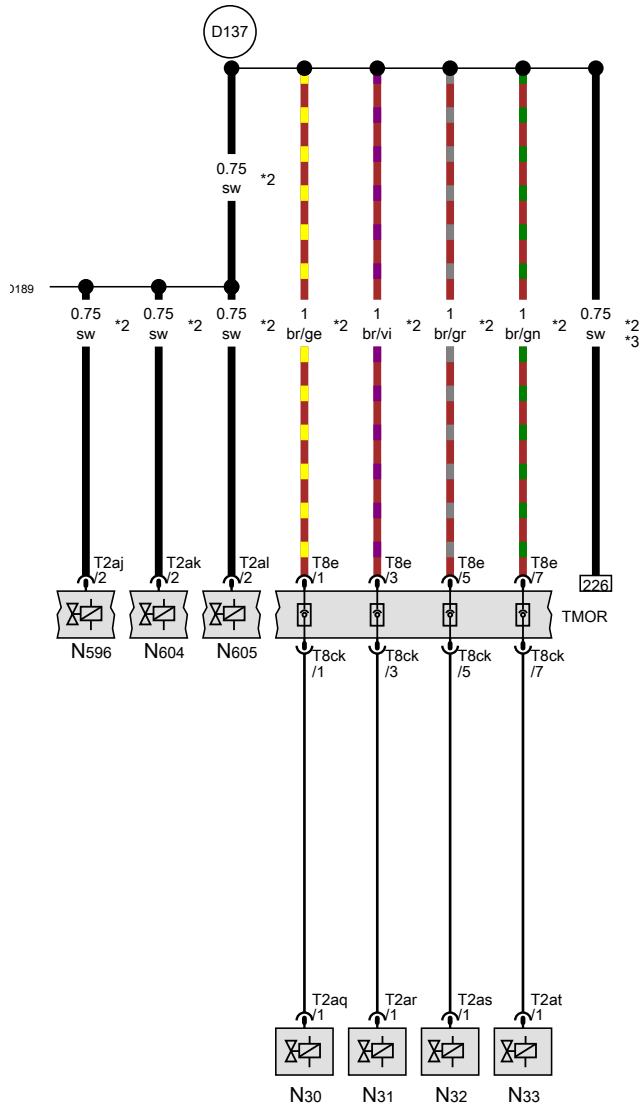 D137
0.75
sw
*2
D189
0.75
sw
*2
0.75
sw
*2
0.75
sw
*2
1
br/ge
*2
1
br/vi
*2
1
br/gr
*2
1
br/gn
*2
0.75
sw
*2
*3
T2aj
/2
T2ak
/2
T2al
/2
T8e
/1
T8e
/3
T8e
/5
T8e
/7
226
TMOR
N596
N604
N605
T8ck
/1
T8ck
/3
T8ck
/5
T8ck
/7
T2aq
/1
T2ar
/1
T2as
/1
T2at
/1
N30
N31
N32
N33